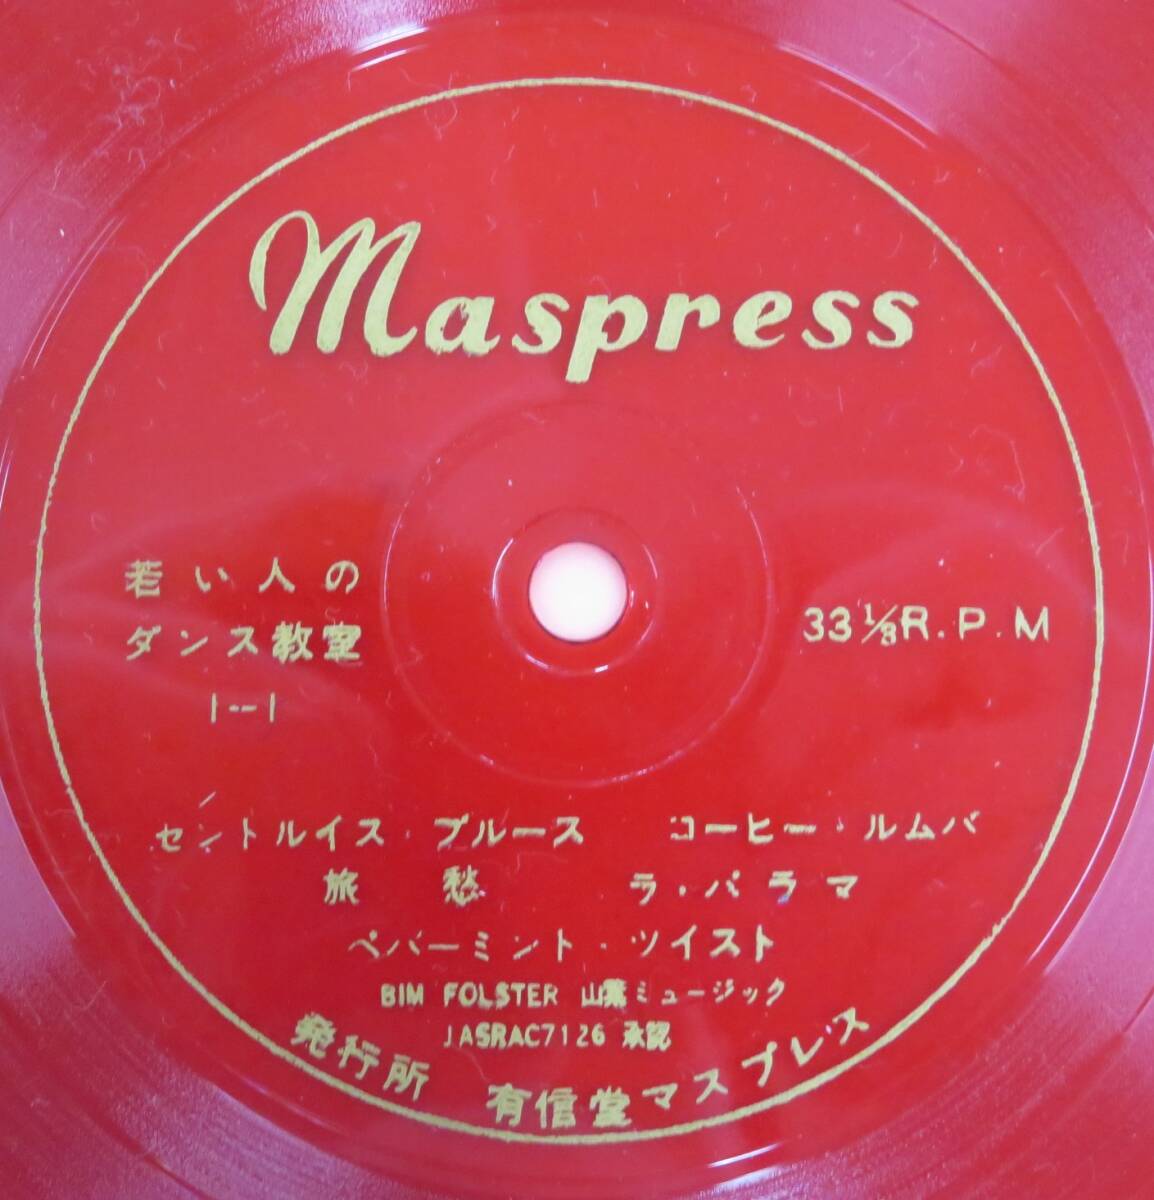 Maspress
若い人の
ダンス教室
1--1
33⅓R.P.M
セントルイス・ブルース コーヒー・ルムバ
旅愁 ラ・パラマ
ペパーミント・ツイスト
BIM FOLSTER 山葉ミュージック
JASRAC7126 承認
発行所 有信堂マスプレス